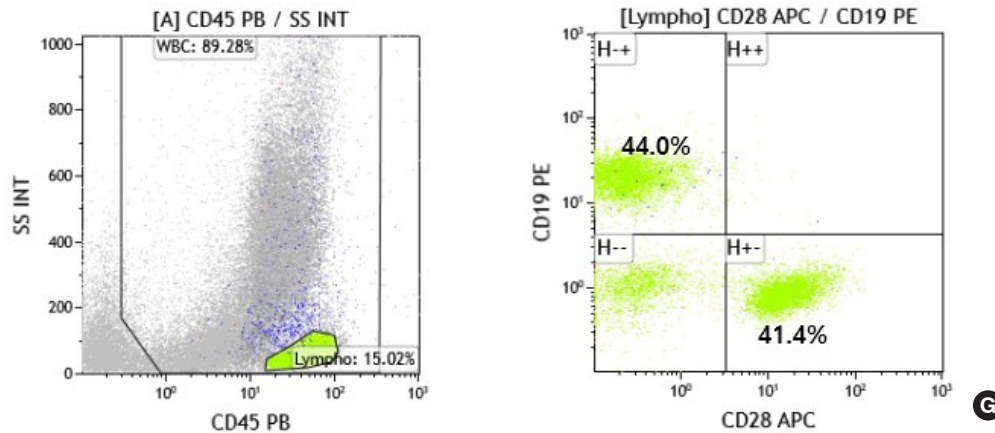 [A] CD45 PB / SS INT
WBC: 89.28%
1000
800
600
400
200
0
SS INT
Lympho: 15.02%
10⁰ 10¹ 10² 10³
CD45 PB
[Lympho] CD28 APC / CD19 PE
10³
10²
10¹
10⁰
CD19 PE
H-+ H++
44.0%
H-- H+-
41.4%
10⁰ 10¹ 10² 10³
CD28 APC
G